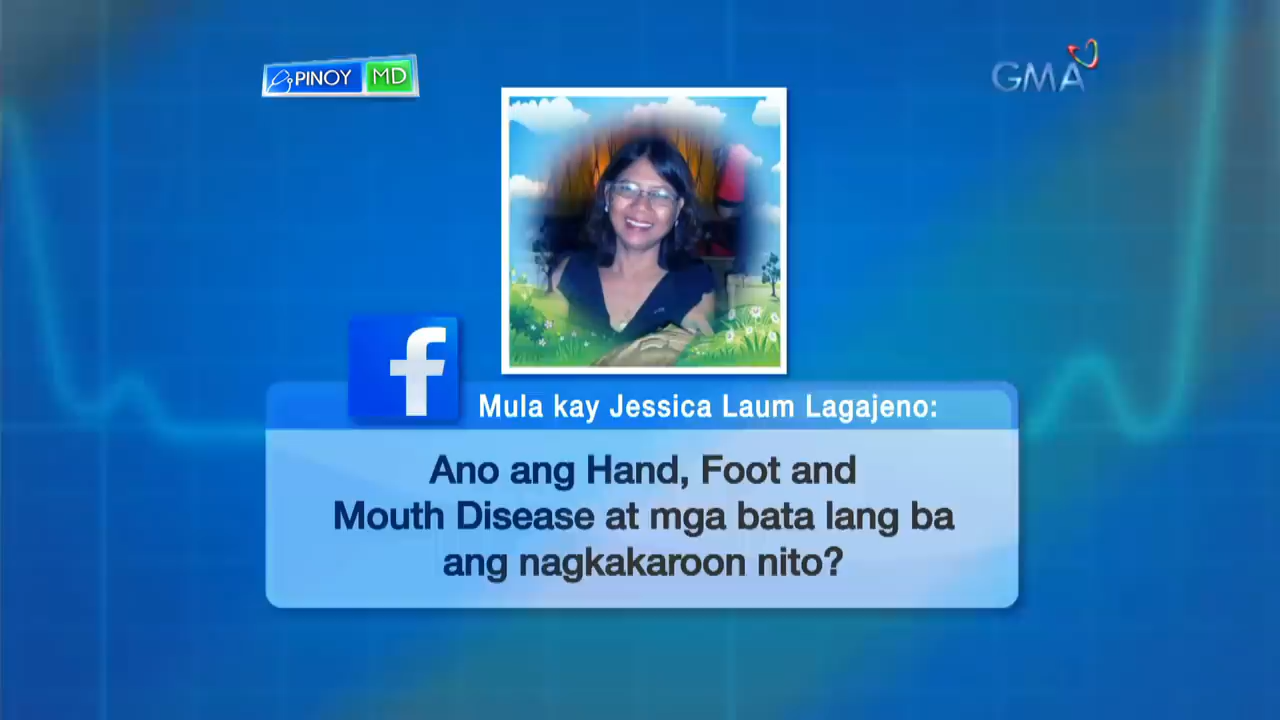 PINOY MD
GMA
f
Mula kay Jessica Laum Lagajeno:
Ano ang Hand, Foot and
Mouth Disease at mga bata lang ba
ang nagkakaroon nito?